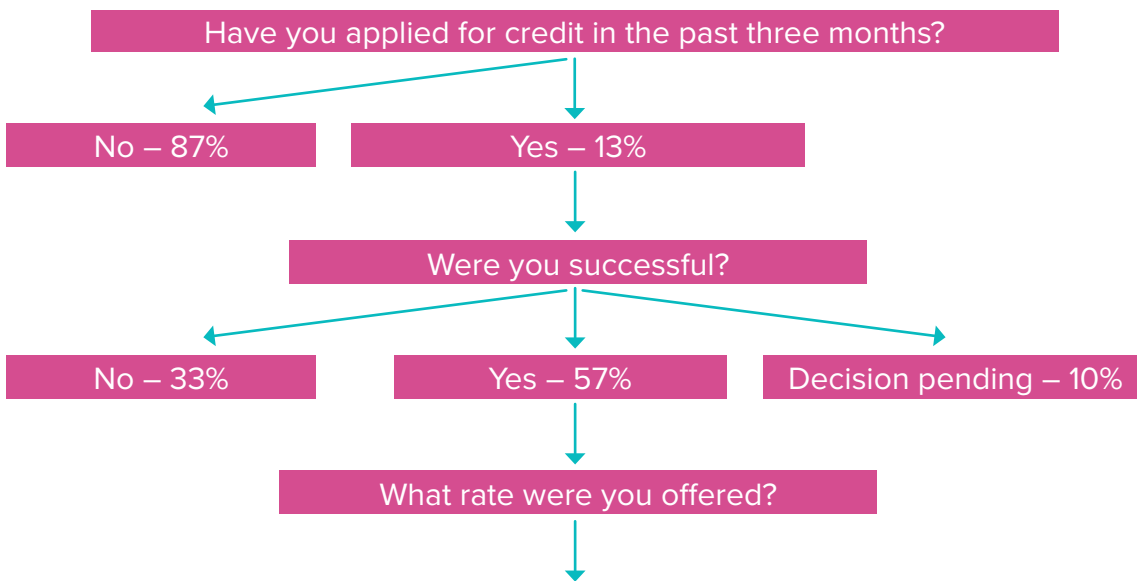 Have you applied for credit in the past three months?
No – 87%
Yes – 13%
Were you successful?
No – 33%
Yes – 57%
Decision pending – 10%
What rate were you offered?